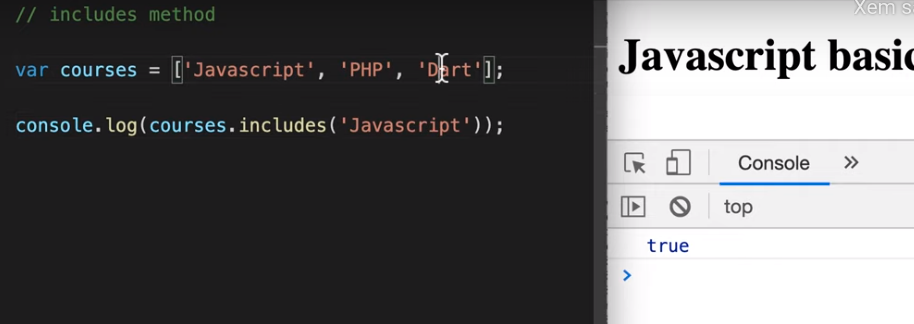 // includes method
var courses = ['Javascript', 'PHP', 'Dart'];
console.log(courses.includes('Javascript'));
Xem s
Javascript basic
Console »
top
true
>